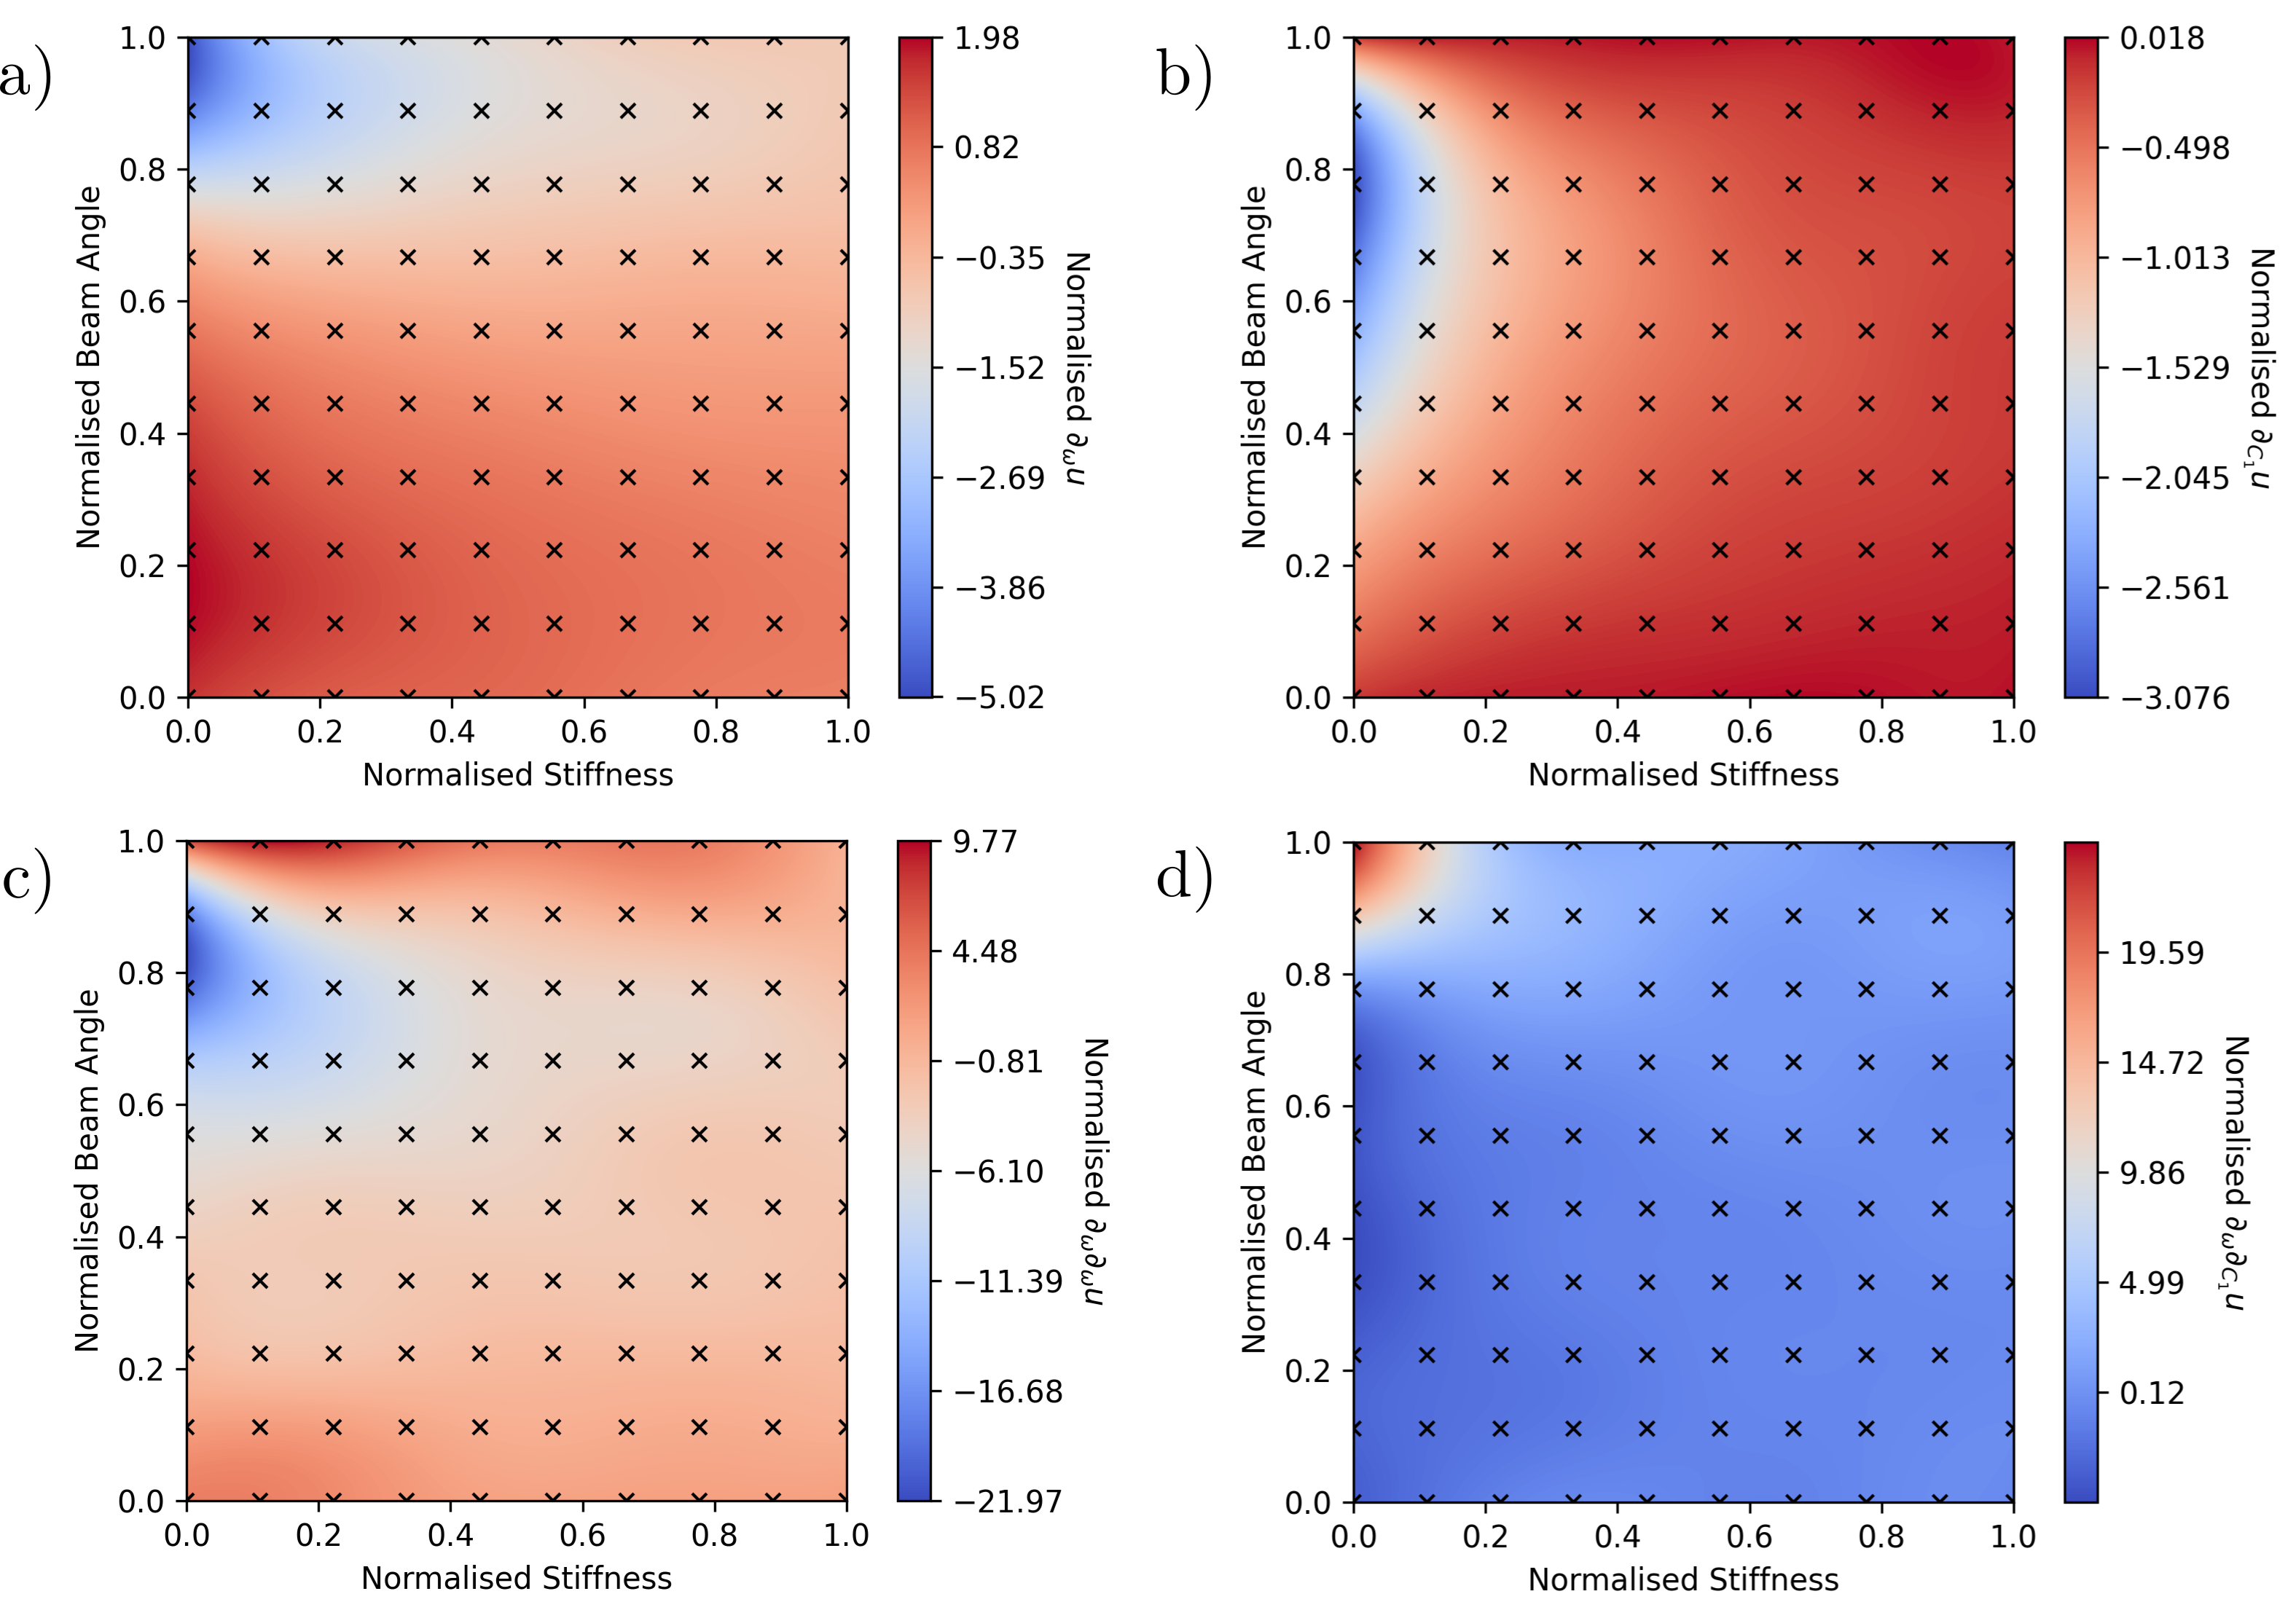 a)
1.0
0.8
0.6
0.4
0.2
0.0
Normalised Beam Angle
0.0 0.2 0.4 0.6 0.8 1.0
Normalised Stiffness
1.98
0.82
−0.35
−1.52
−2.69
−3.86
−5.02
Normalised ∂ωu
b)
1.0
0.8
0.6
0.4
0.2
0.0
Normalised Beam Angle
0.0 0.2 0.4 0.6 0.8 1.0
Normalised Stiffness
0.018
−0.498
−1.013
−1.529
−2.045
−2.561
−3.076
Normalised ∂C₁u
c)
1.0
0.8
0.6
0.4
0.2
0.0
Normalised Beam Angle
0.0 0.2 0.4 0.6 0.8 1.0
Normalised Stiffness
9.77
4.48
−0.81
−6.10
−11.39
−16.68
−21.97
Normalised ∂ω∂ωu
d)
1.0
0.8
0.6
0.4
0.2
0.0
Normalised Beam Angle
0.0 0.2 0.4 0.6 0.8 1.0
Normalised Stiffness
19.59
14.72
9.86
4.99
0.12
Normalised ∂ω∂C₁u